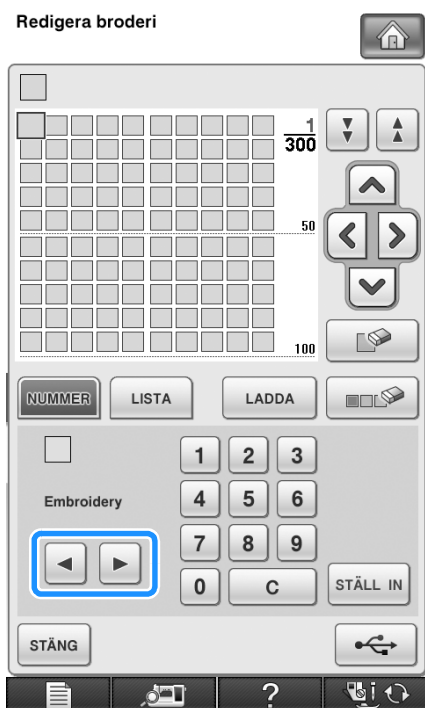 Redigera broderi
1
300
50
100
NUMMER LISTA LADDA
1 2 3
Embroidery
4 5 6
7 8 9
0 C STÄLL IN
STÄNG
?